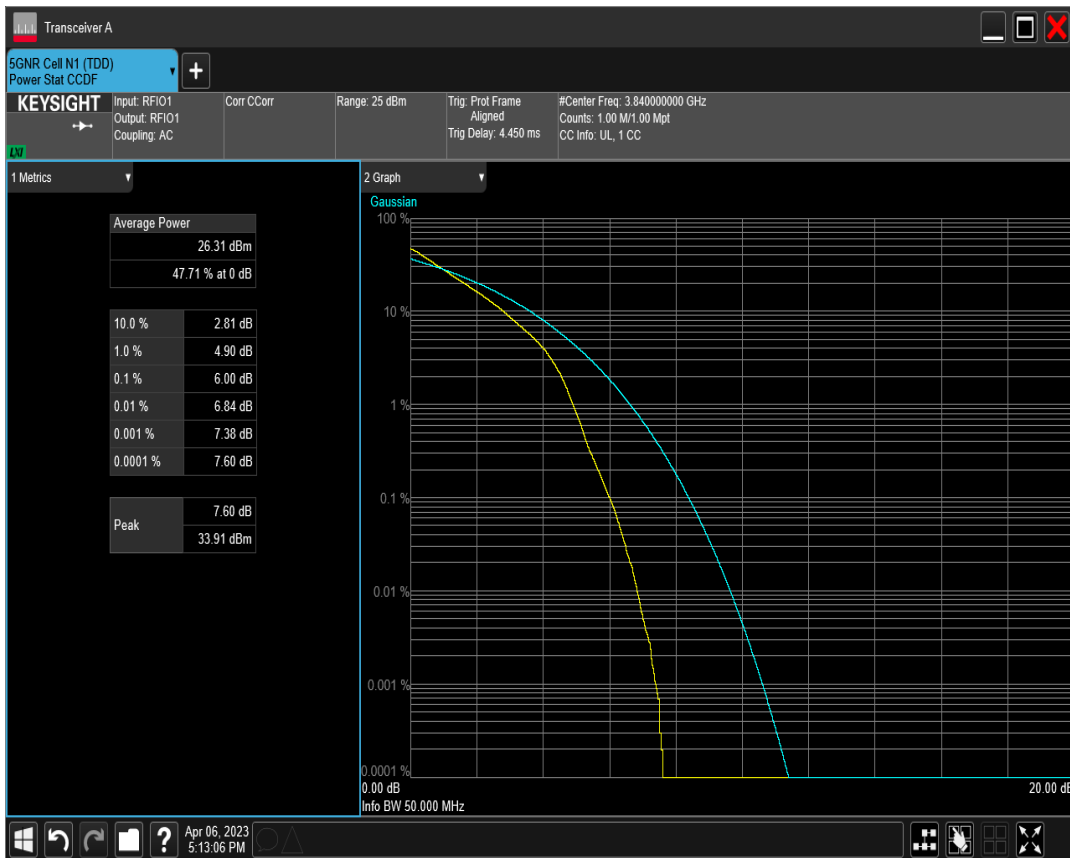 Transceiver A
5GNR Cell N1 (TDD)
Power Stat CCDF
KEYSIGHT
LXI
Input: RFIO1
Output: RFIO1
Coupling: AC
Corr CCorr
Range: 25 dBm
Trig: Prot Frame
Aligned
Trig Delay: 4.450 ms
#Center Freq: 3.840000000 GHz
Counts: 1.00 M/1.00 Mpt
CC Info: UL, 1 CC
1 Metrics
Average Power
26.31 dBm
47.71 % at 0 dB
10.0 % 2.81 dB
1.0 % 4.90 dB
0.1 % 6.00 dB
0.01 % 6.84 dB
0.001 % 7.38 dB
0.0001 % 7.60 dB
Peak
7.60 dB
33.91 dBm
2 Graph
Gaussian
100 %
10 %
1 %
0.1 %
0.01 %
0.001 %
0.0001 %
0.00 dB 20.00 dB
Info BW 50.000 MHz
Apr 06, 2023
5:13:06 PM